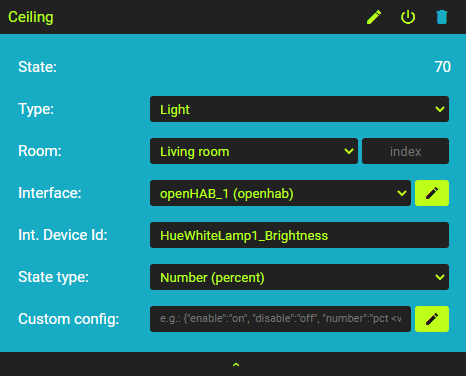 Ceiling
State: 70
Type: Light
Room: Living room index
Interface: openHAB_1 (openhab)
Int. Device Id: HueWhiteLamp1_Brightness
State type: Number (percent)
Custom config: e.g.: {"enable":"on", "disable":"off", "number":"pct <v